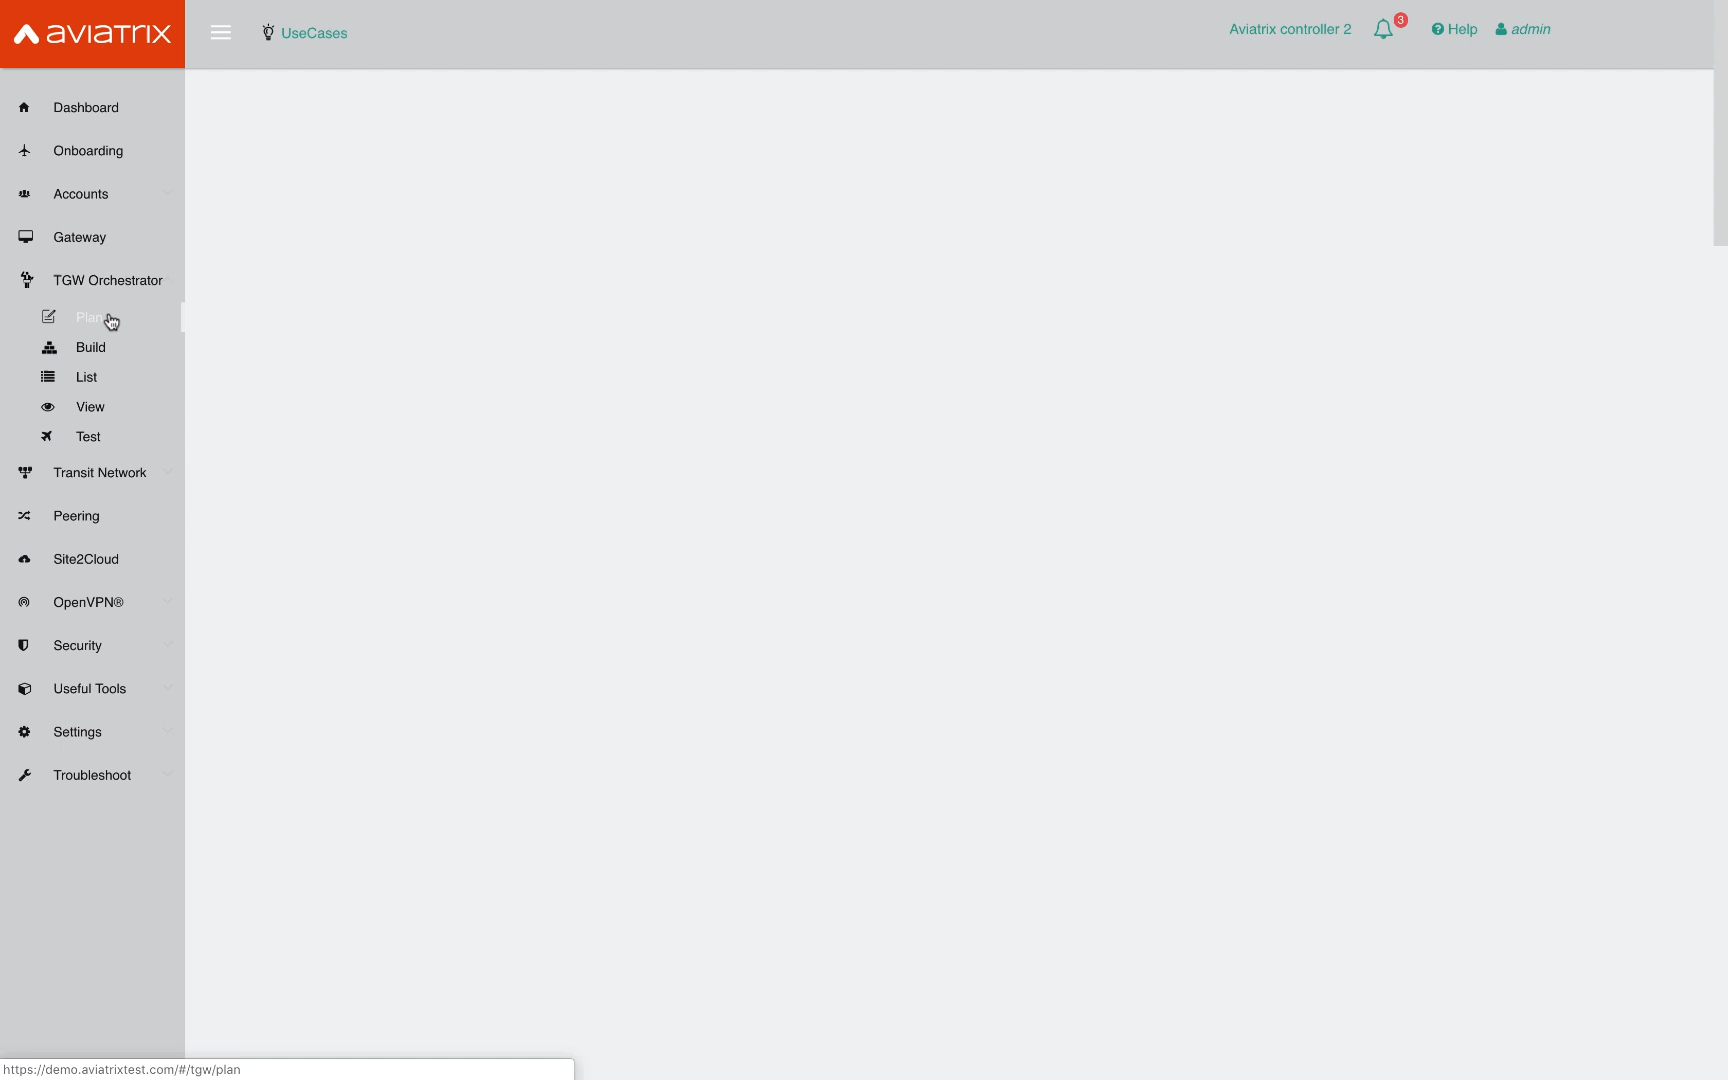 aviatrix
UseCases
Aviatrix controller 2
3
Help
admin
Dashboard
Onboarding
Accounts
Gateway
TGW Orchestrator
Plan
Build
List
View
Test
Transit Network
Peering
Site2Cloud
OpenVPN®
Security
Useful Tools
Settings
Troubleshoot
https://demo.aviatrixtest.com/#/tgw/plan